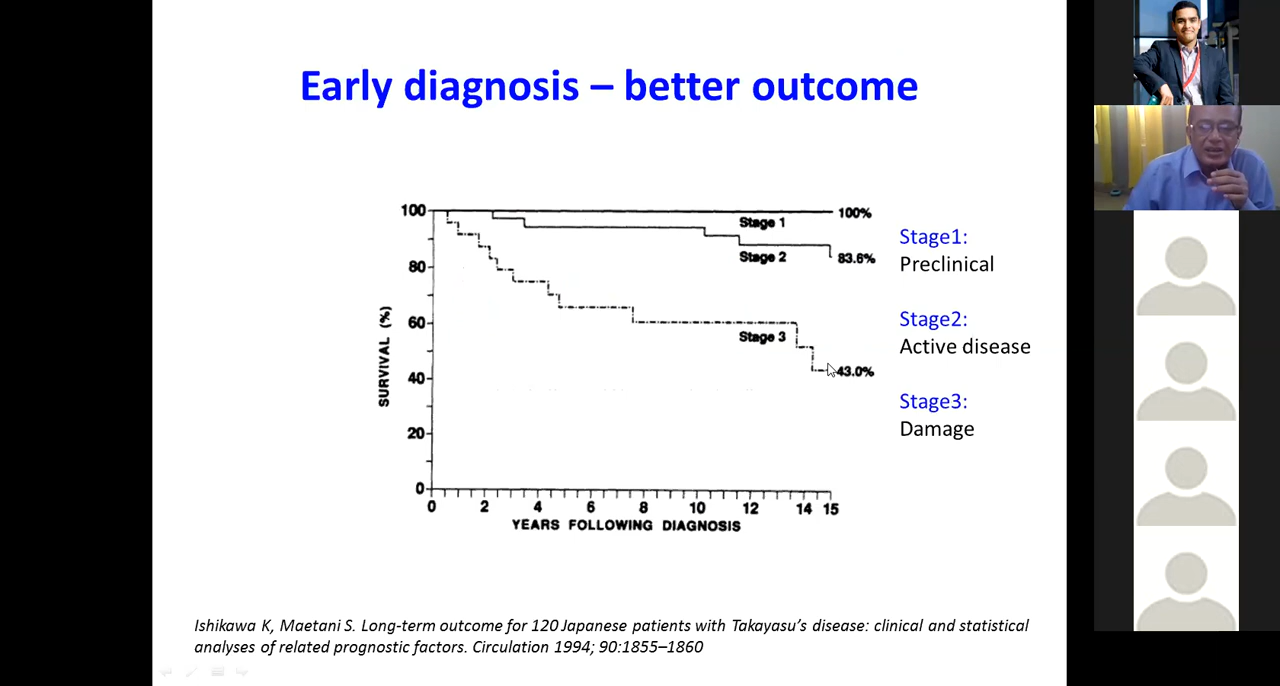 Early diagnosis – better outcome
100
80
60
40
20
0
SURVIVAL (%)
0 2 4 6 8 10 12 14 15
YEARS FOLLOWING DIAGNOSIS
Stage 1
100%
Stage 2
83.6%
Stage 3
43.0%
Stage1:
Preclinical
Stage2:
Active disease
Stage3:
Damage
Ishikawa K, Maetani S. Long-term outcome for 120 Japanese patients with Takayasu’s disease: clinical and statistical
analyses of related prognostic factors. Circulation 1994; 90:1855–1860